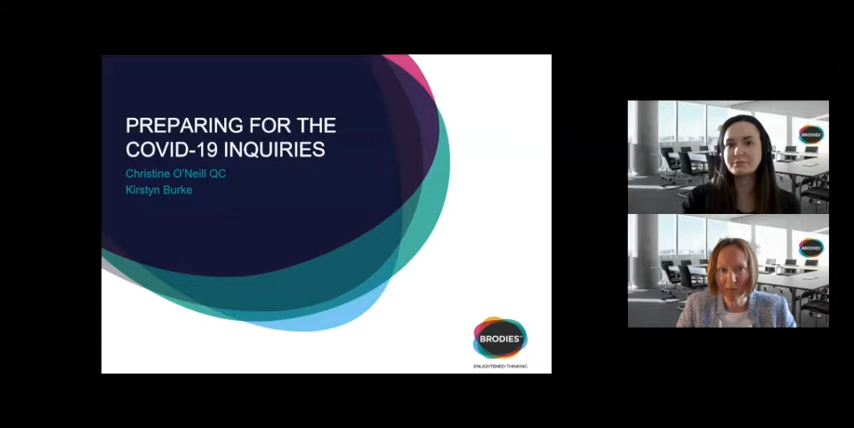 PREPARING FOR THE
COVID-19 INQUIRIES
Christine O'Neill QC
Kirstyn Burke
BRODIES
ENLIGHTENED THINKING
BRODIES
BRODIES